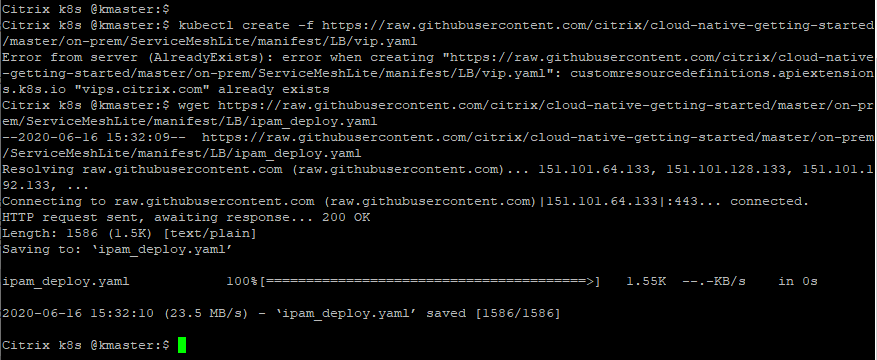 Citrix k8s @kmaster:$
Citrix k8s @kmaster:$ kubectl create -f https://raw.githubusercontent.com/citrix/cloud-native-getting-started
/master/on-prem/ServiceMeshLite/manifest/LB/vip.yaml
Error from server (AlreadyExists): error when creating "https://raw.githubusercontent.com/citrix/cloud-native
-getting-started/master/on-prem/ServiceMeshLite/manifest/LB/vip.yaml": customresourcedefinitions.apiextension
s.k8s.io "vips.citrix.com" already exists
Citrix k8s @kmaster:$ wget https://raw.githubusercontent.com/citrix/cloud-native-getting-started/master/on-pr
em/ServiceMeshLite/manifest/LB/ipam_deploy.yaml
--2020-06-16 15:32:09--  https://raw.githubusercontent.com/citrix/cloud-native-getting-started/master/on-prem
/ServiceMeshLite/manifest/LB/ipam_deploy.yaml
Resolving raw.githubusercontent.com (raw.githubusercontent.com)... 151.101.64.133, 151.101.128.133, 151.101.1
92.133, ...
Connecting to raw.githubusercontent.com (raw.githubusercontent.com)|151.101.64.133|:443... connected.
HTTP request sent, awaiting response... 200 OK
Length: 1586 (1.5K) [text/plain]
Saving to: ‘ipam_deploy.yaml’
ipam_deploy.yaml            100%[========================================>]   1.55K  --.-KB/s    in 0s
2020-06-16 15:32:10 (23.5 MB/s) - ‘ipam_deploy.yaml’ saved [1586/1586]
Citrix k8s @kmaster:$